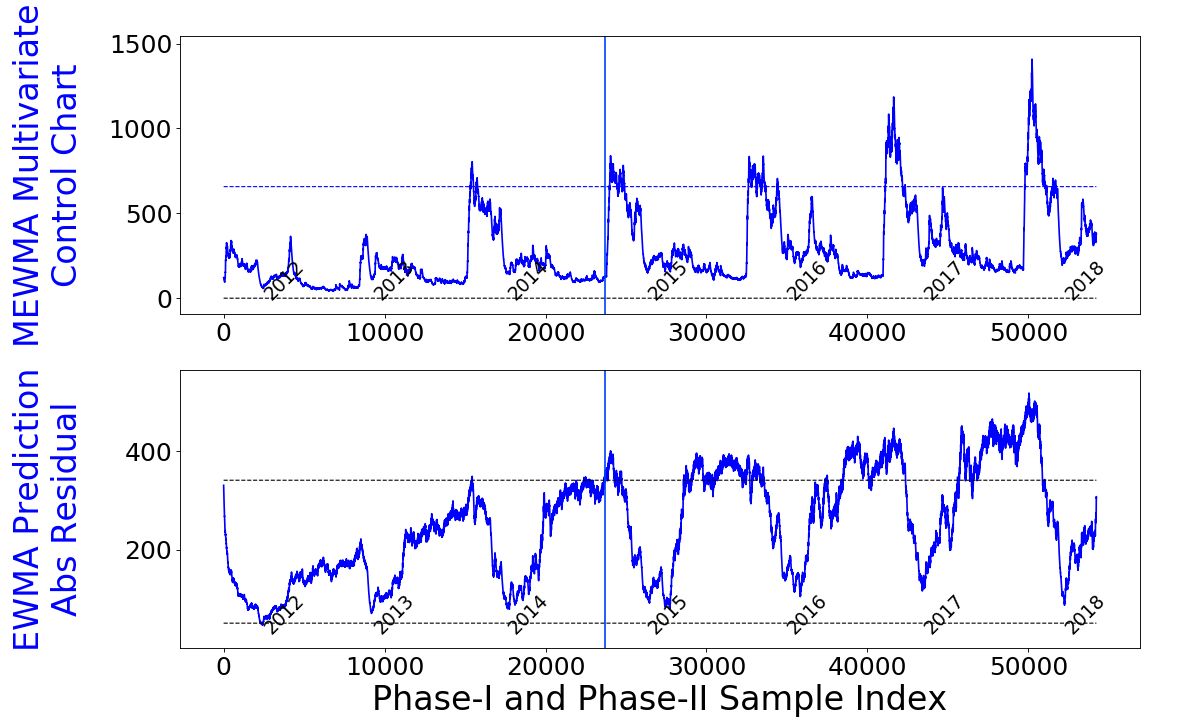 MEWMA Multivariate
Control Chart
1500
1000
500
0
2012
2013
2014
2015
2016
2017
2018
0 10000 20000 30000 40000 50000
EWMA Prediction
Abs Residual
400
200
2012
2013
2014
2015
2016
2017
2018
0 10000 20000 30000 40000 50000
Phase-I and Phase-II Sample Index